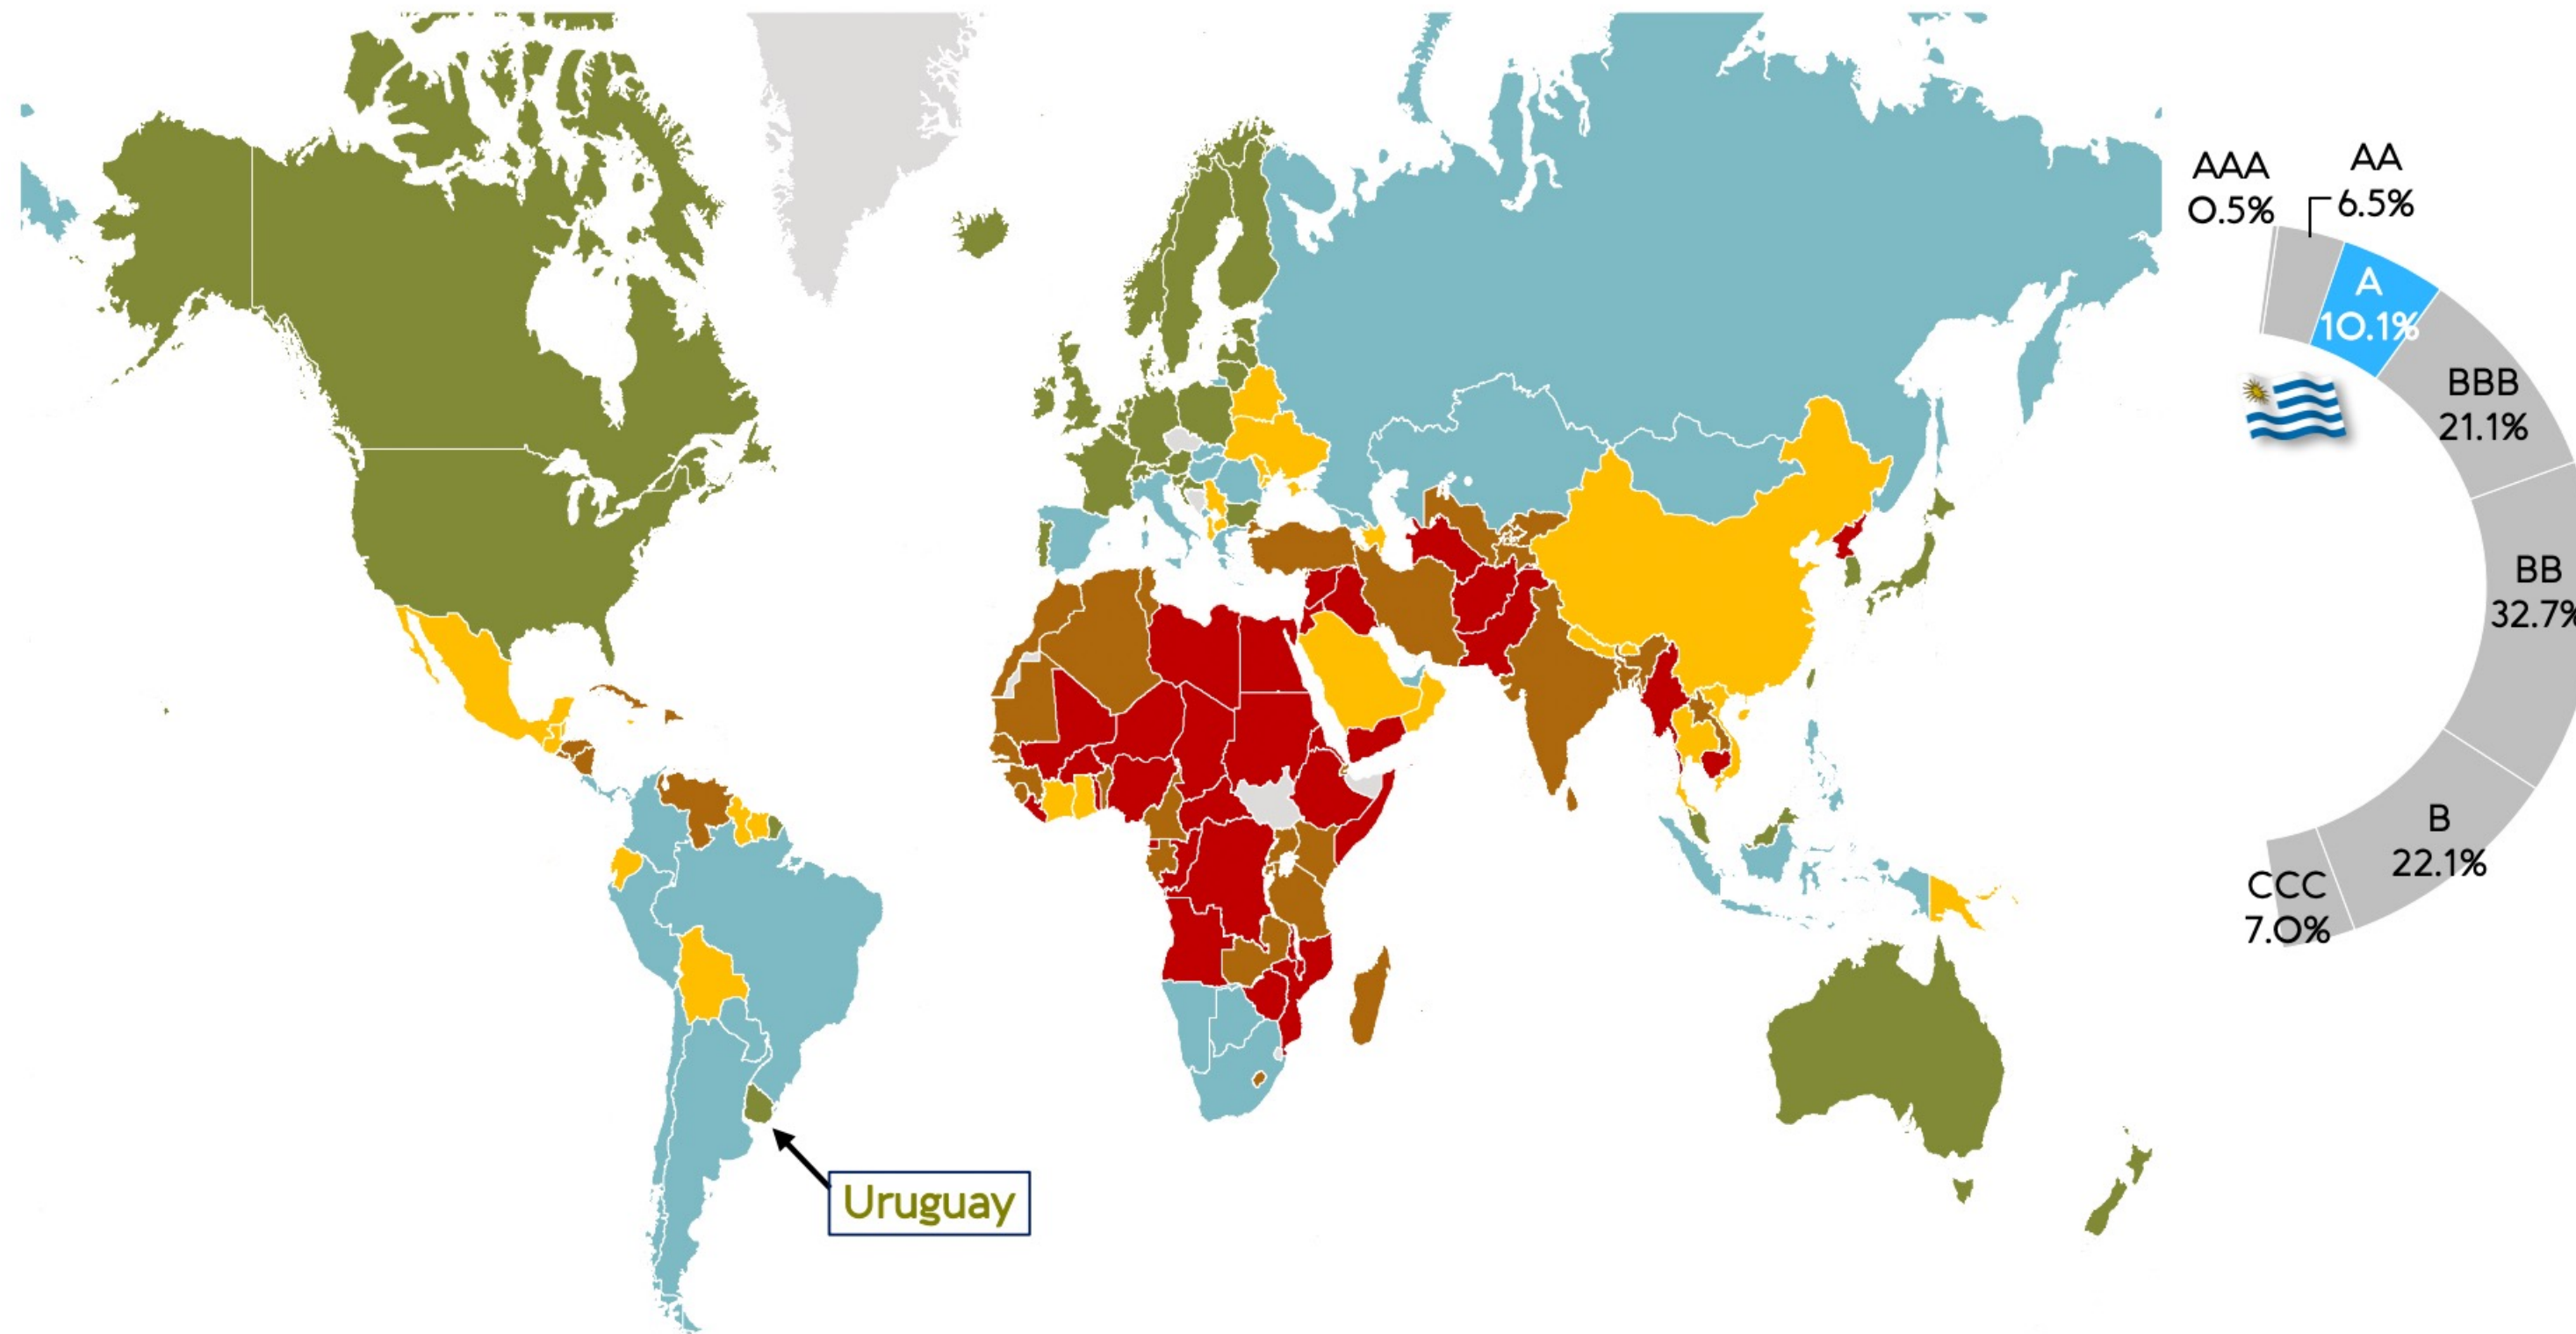 AAA
0.5%
AA
6.5%
A
10.1%
BBB
21.1%
BB
32.7%
B
22.1%
CCC
7.0%
Uruguay